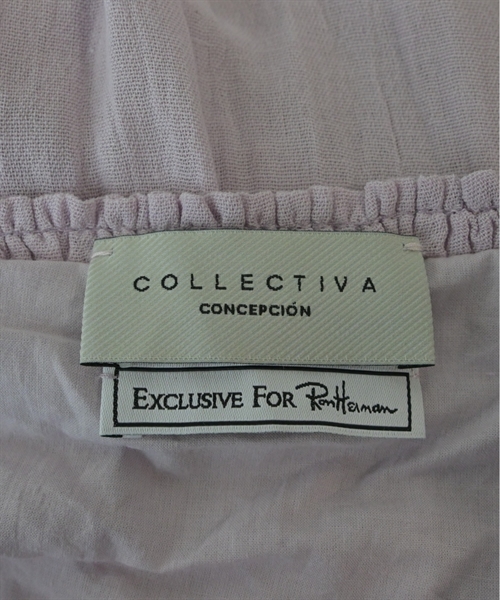 COLLECTIVA
CONCEPCIÓN
EXCLUSIVE FOR Ron Herman